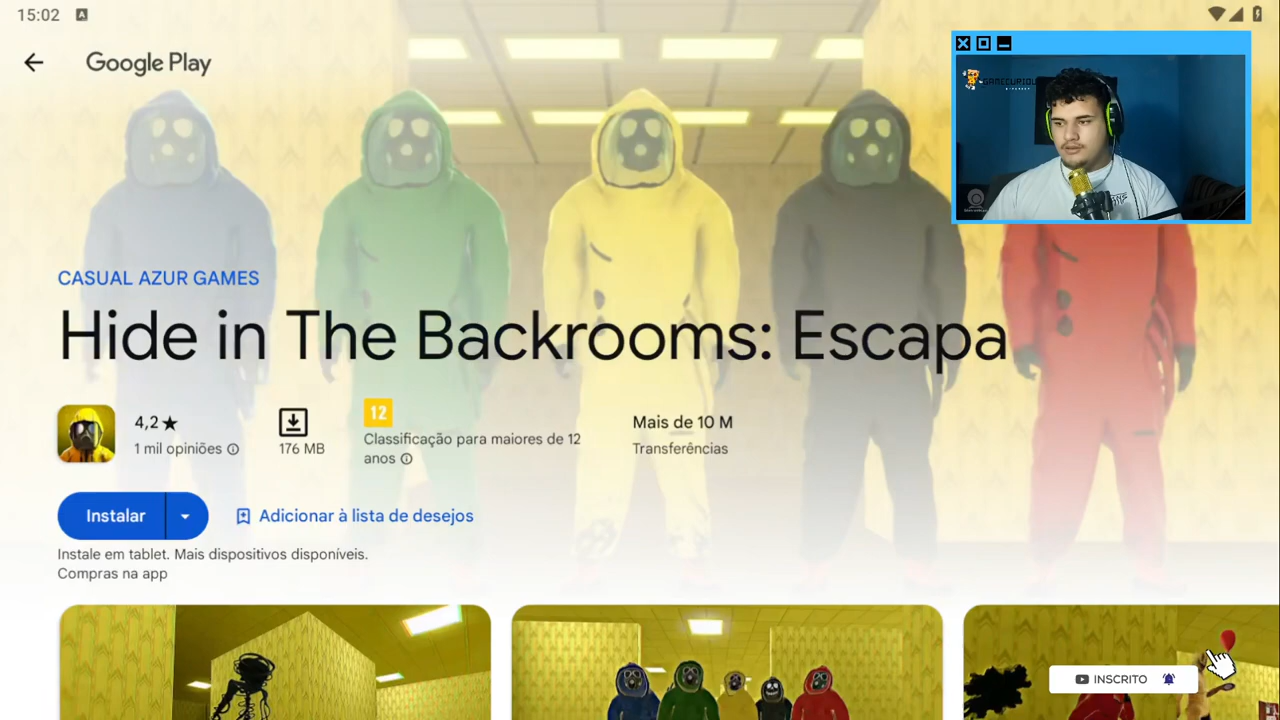 15:02
A
Google Play
CASUAL AZUR GAMES
Hide in The Backrooms: Escapa
4,2★
1 mil opiniões
176 MB
12
Classificação para maiores de 12
anos
Mais de 10 M
Transferências
Instalar
Adicionar à lista de desejos
Instale em tablet. Mais dispositivos disponíveis.
Compras na app
INSCRITO